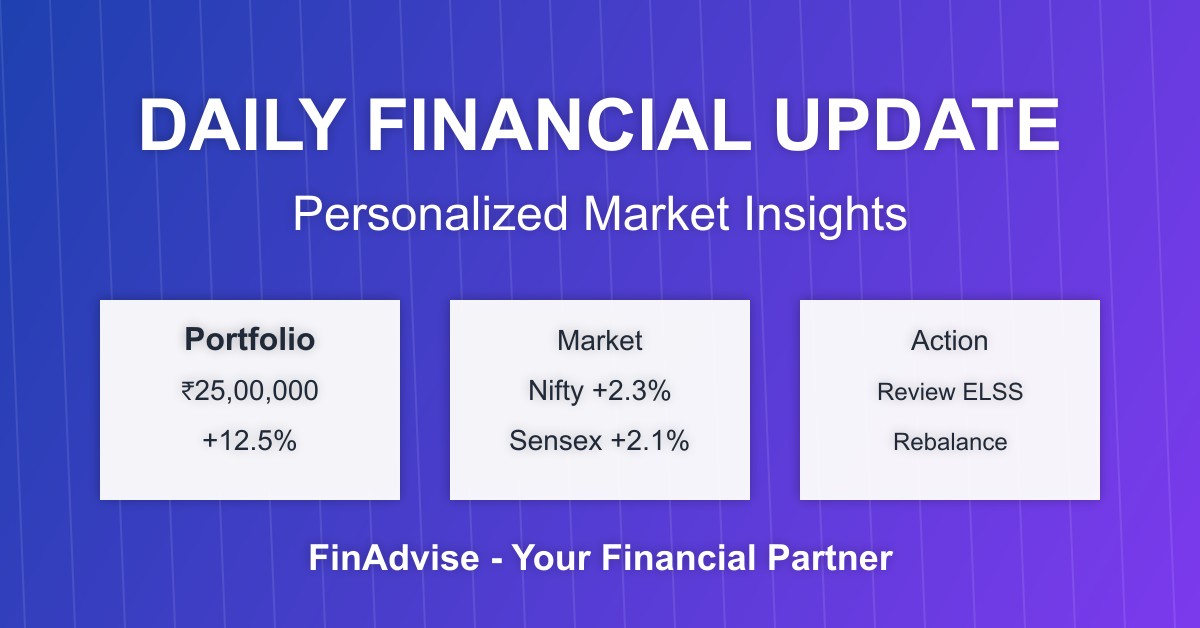 DAILY FINANCIAL UPDATE
Personalized Market Insights
Portfolio
₹25,00,000
+12.5%
Market
Nifty +2.3%
Sensex +2.1%
Action
Review ELSS
Rebalance
FinAdvise - Your Financial Partner